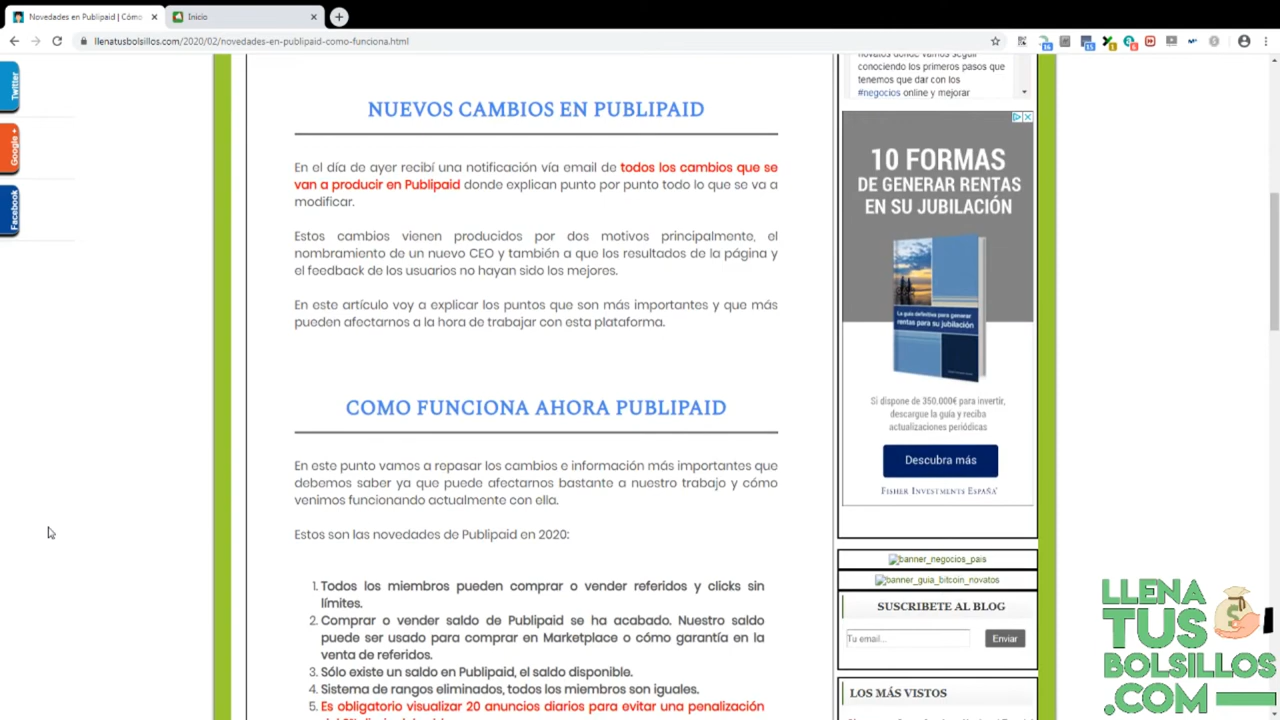 Novedades en Publipaid | Cómo
Inicio
llenatusbolsillos.com/2020/02/novedades-en-publipaid-como-funciona.html
Twitter
Google +
Facebook
NUEVOS CAMBIOS EN PUBLIPAID
En el día de ayer recibí una notificación vía email de todos los cambios que se
van a producir en Publipaid donde explican punto por punto todo lo que se va a
modificar.
Estos cambios vienen producidos por dos motivos principalmente, el
nombramiento de un nuevo CEO y también a que los resultados de la página y
el feedback de los usuarios no hayan sido los mejores.
En este artículo voy a explicar los puntos que son más importantes y que más
pueden afectarnos a la hora de trabajar con esta plataforma.
COMO FUNCIONA AHORA PUBLIPAID
En este punto vamos a repasar los cambios e información más importantes que
debemos saber ya que puede afectarnos bastante a nuestro trabajo y cómo
venimos funcionando actualmente con ella.
Estos son las novedades de Publipaid en 2020:
1. Todos los miembros pueden comprar o vender referidos y clicks sin
límites.
2. Comprar o vender saldo de Publipaid se ha acabado. Nuestro saldo
puede ser usado para comprar en Marketplace o cómo garantía en la
venta de referidos.
3. Sólo existe un saldo en Publipaid, el saldo disponible.
4. Sistema de rangos eliminados, todos los miembros son iguales.
5. Es obligatorio visualizar 20 anuncios diarios para evitar una penalización
conociendo los primeros pasos que
tenemos que dar con los
#negocios online y mejorar
10 FORMAS
DE GENERAR RENTAS
EN SU JUBILACIÓN
La guía definitiva para generar
rentas para su jubilación
Si dispone de 350.000€ para invertir,
descargue la guía y reciba
actualizaciones periódicas
Descubra más
FISHER INVESTMENTS ESPAÑA
banner_negocios_pais
banner_guia_bitcoin_novatos
SUSCRIBETE AL BLOG
Tu email...
Enviar
LOS MÁS VISTOS
LLENA
TUS
BOLSILLOS
.COM